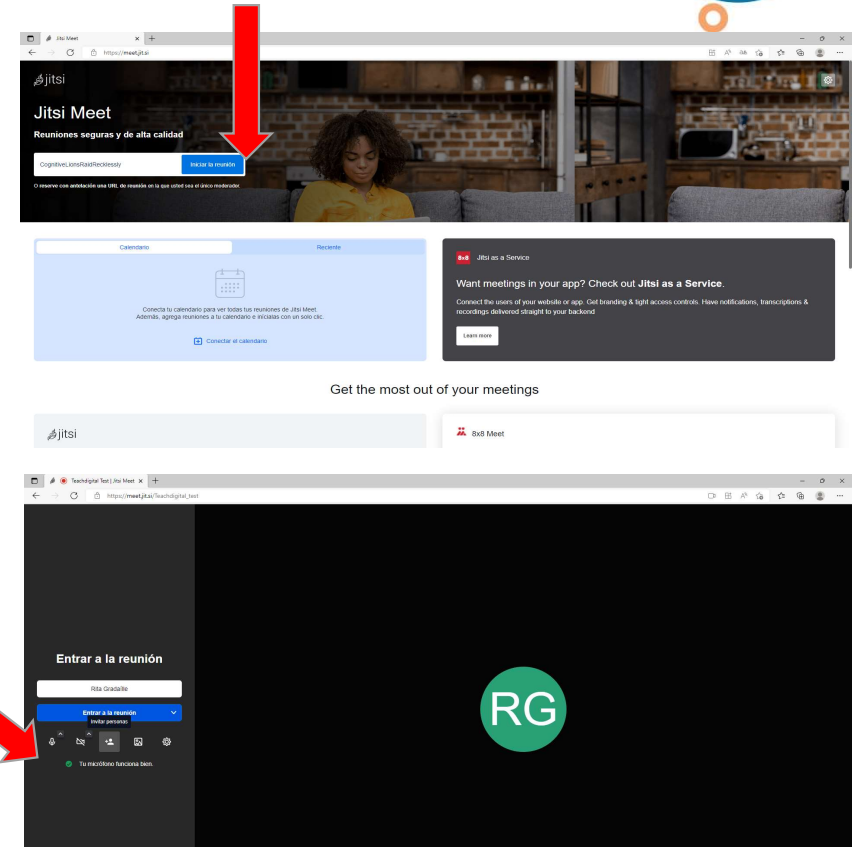 Jitsi Meet
https://meet.jit.si
jitsi
Jitsi Meet
Reuniones seguras y de alta calidad
CognitiveLionsRaidRecklessly
Iniciar la reunión
O reserve con antelación una URL de reunión en la que usted sea el único moderador.
Calendario
Reciente
Conecta tu calendario para ver todas tus reuniones de Jitsi Meet.
Además, agrega reuniones a tu calendario e inícialas con un solo clic.
Conectar el calendario
8x8 Jitsi as a Service
Want meetings in your app? Check out Jitsi as a Service.
Connect the users of your website or app. Get branding & tight access controls. Have notifications, transcriptions &
recordings delivered straight to your backend
Learn more
Get the most out of your meetings
jitsi
8x8 Meet
Teachdigital Test | Jitsi Meet
https://meet.jit.si/Teachdigital_test
Entrar a la reunión
Rita Gradaille
Entrar a la reunión
Invitar personas
Tu micrófono funciona bien.
RG